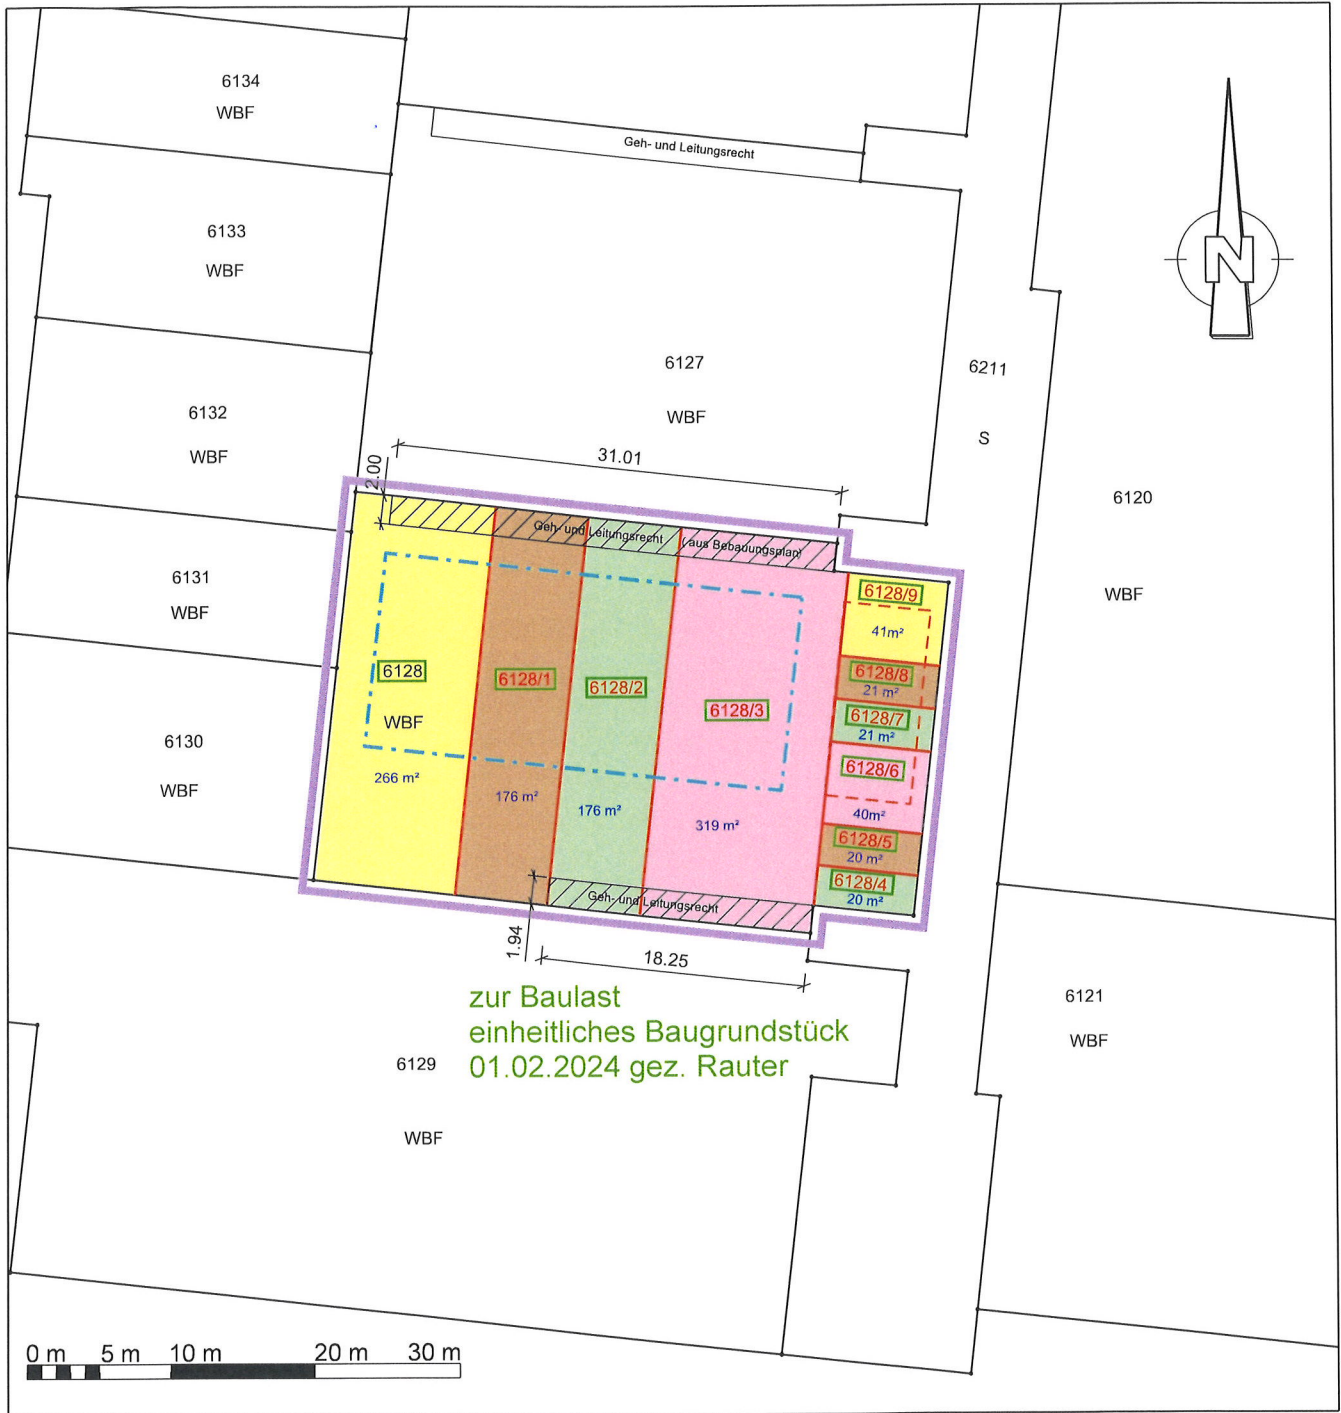 6134
WBF
Geh- und Leitungsrecht
6133
WBF
N
6127
WBF
6211
S
6132
WBF
31.01
2.00
6120
WBF
Geh- und Leitungsrecht (aus Bebauungsplan)
6131
WBF
6128/9
41m²
6128
WBF
266 m²
6128/1
176 m²
6128/2
176 m²
6128/3
319 m²
6128/8
21 m²
6128/7
21 m²
6128/6
40m²
6128/5
20 m²
6128/4
20 m²
6130
WBF
Geh- und Leitungsrecht
1.94
18.25
zur Baulast
einheitliches Baugrundstück
01.02.2024 gez. Rauter
6121
WBF
6129
WBF
0 m 5 m 10 m 20 m 30 m